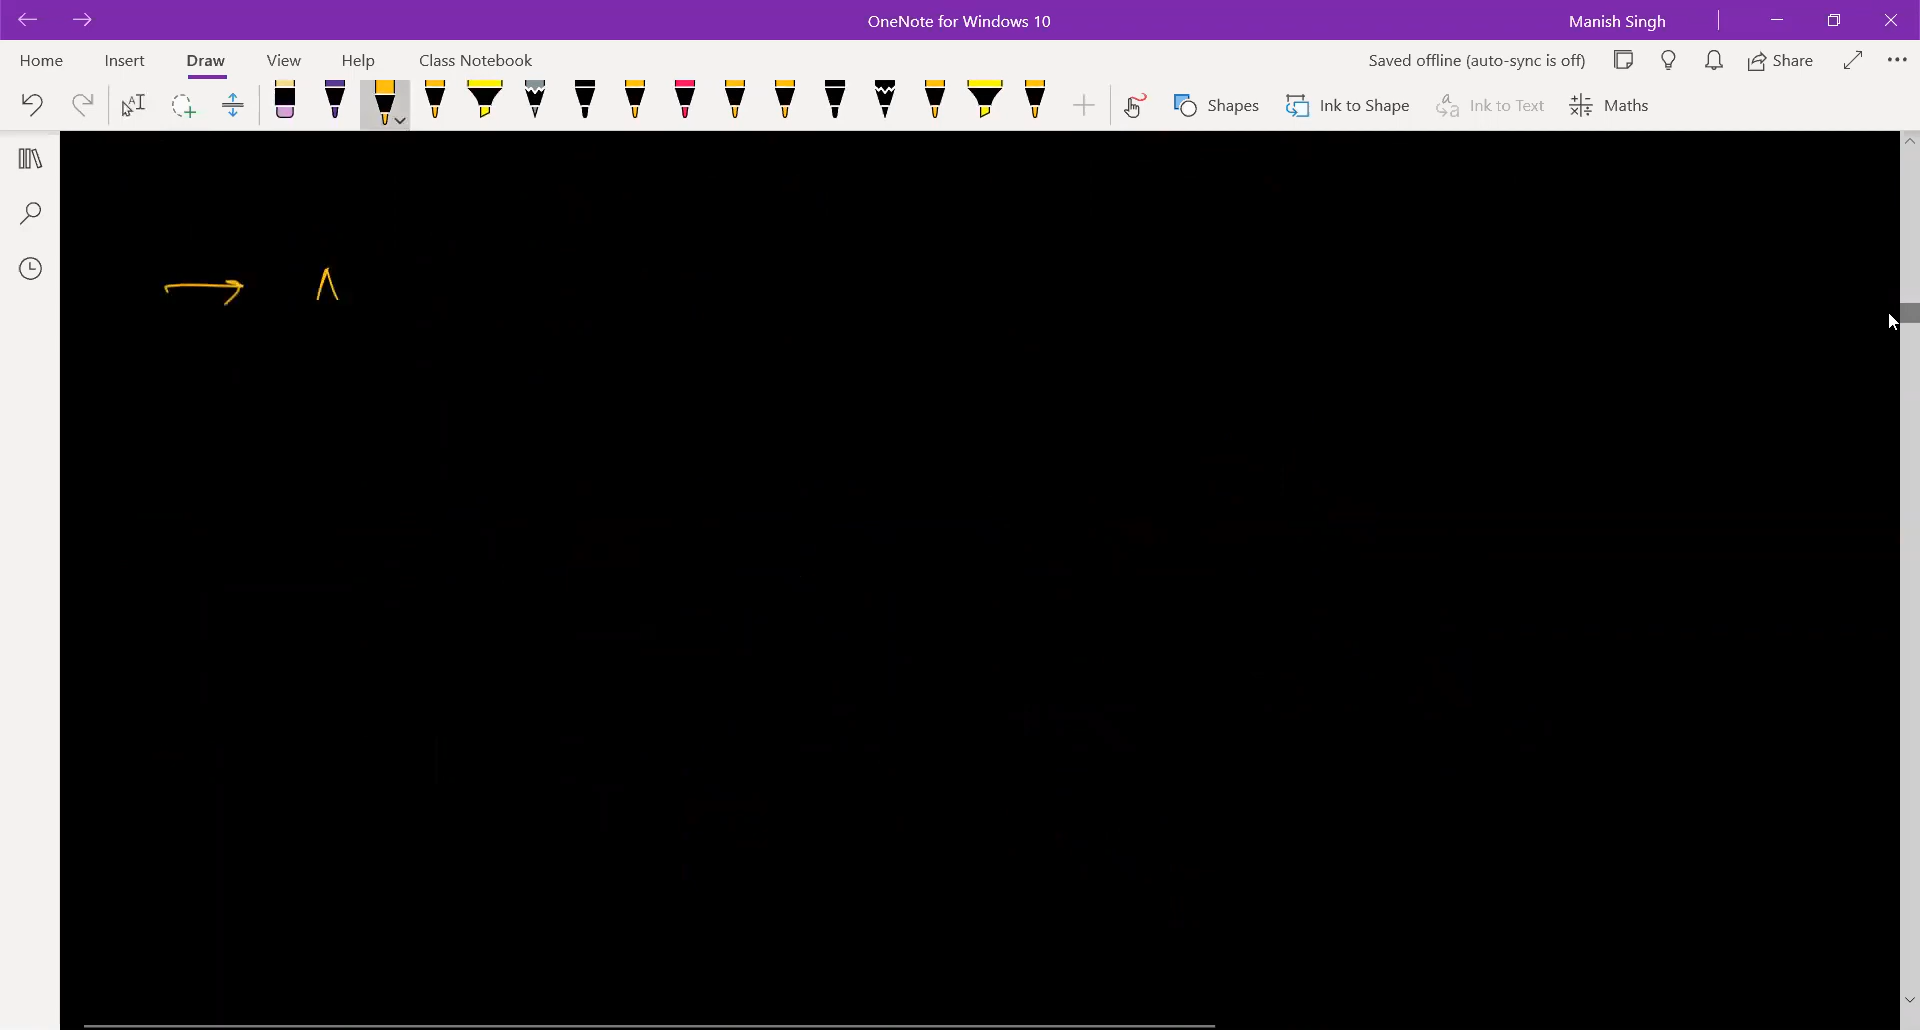 OneNote for Windows 10
Manish Singh
Home Insert Draw View Help Class Notebook
Saved offline (auto-sync is off) Share
Shapes Ink to Shape Ink to Text Maths
→ ∧